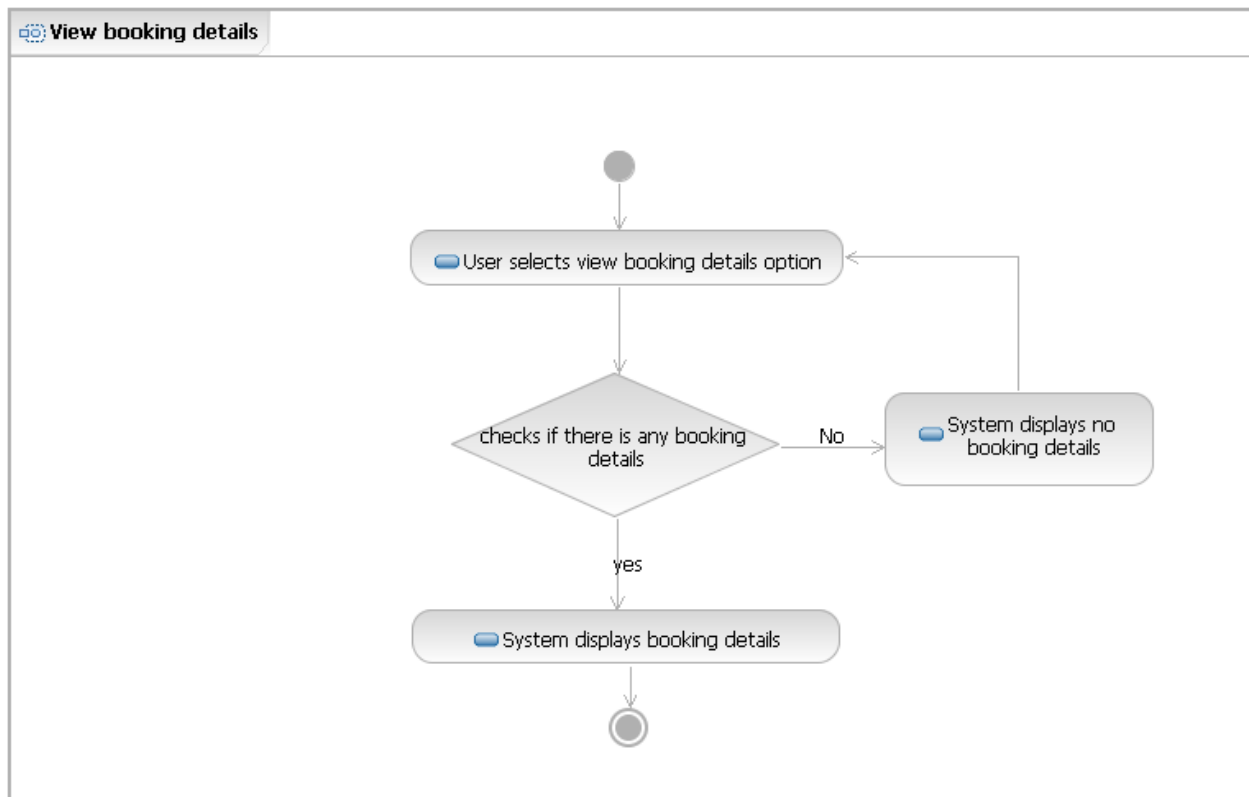 View booking details
User selects view booking details option
checks if there is any booking
details
No
System displays no
booking details
yes
System displays booking details